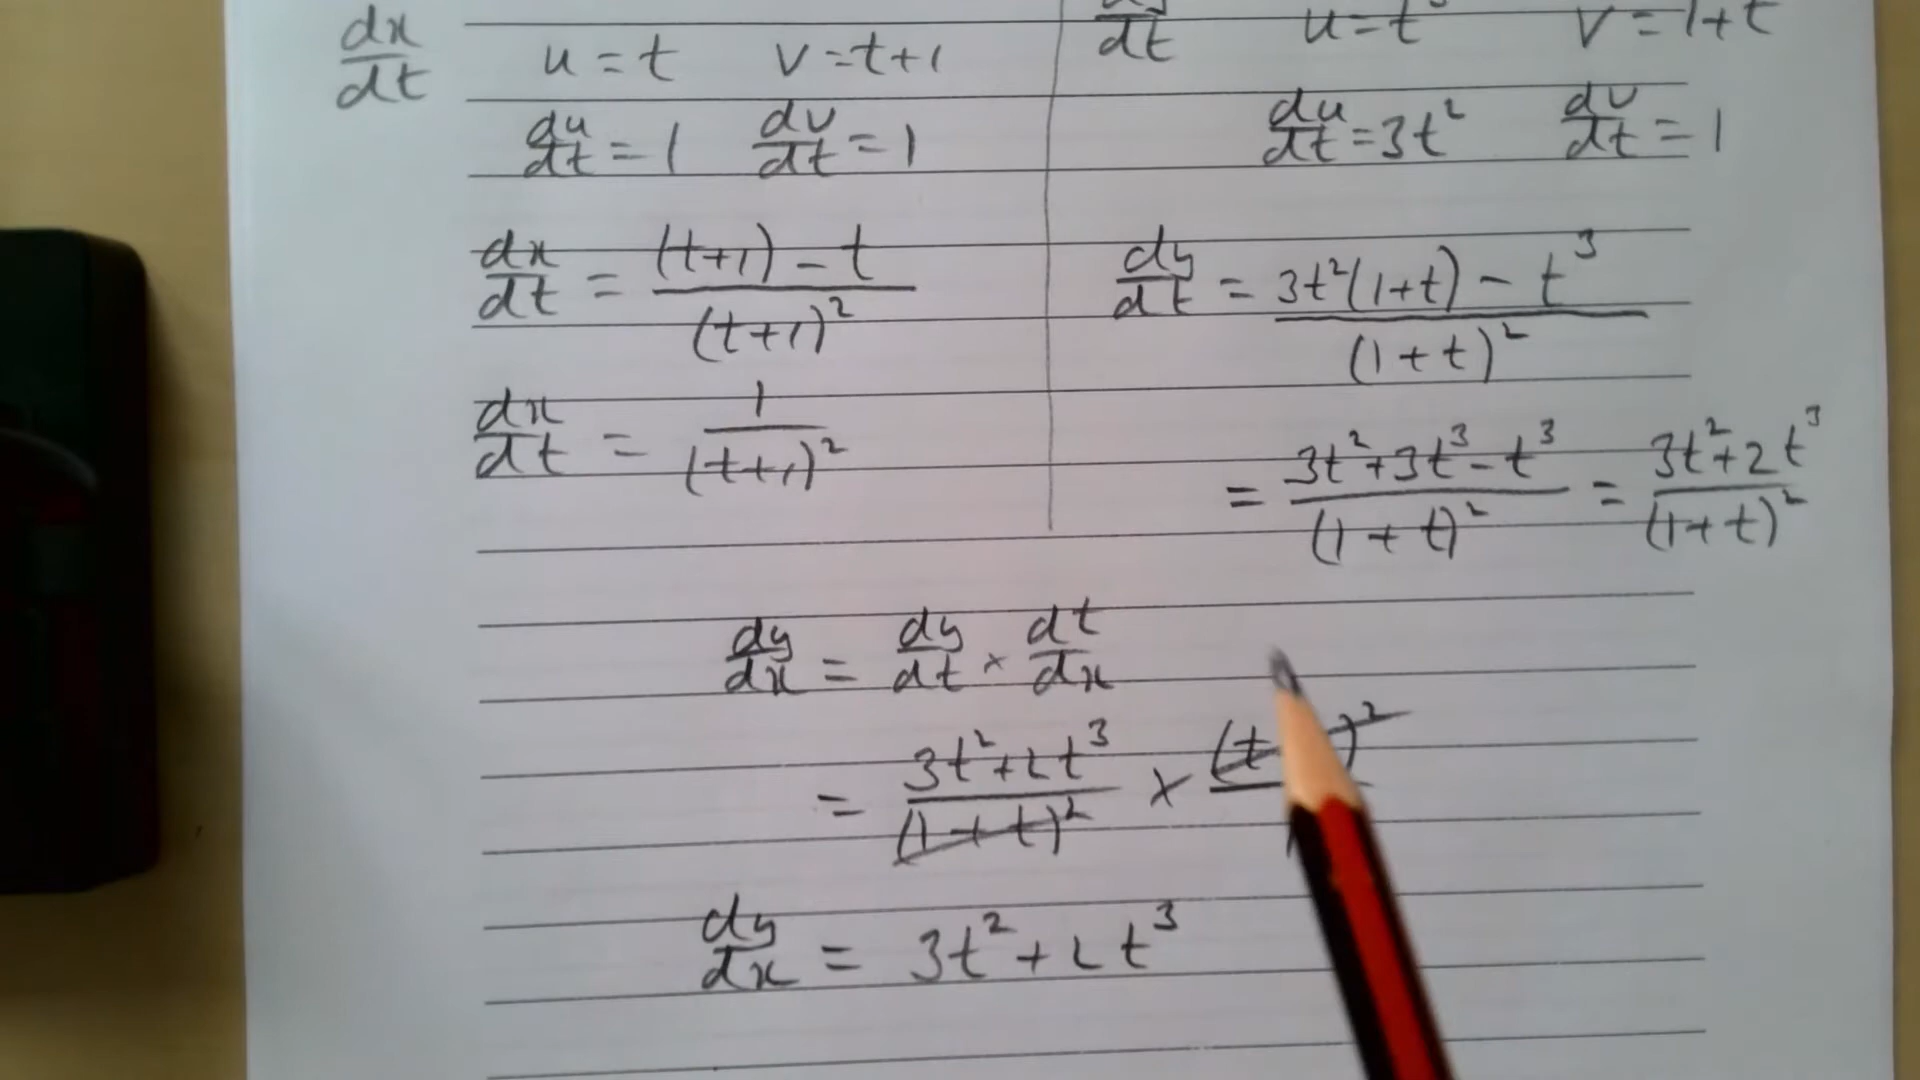 dx/dt u = t v = t+1
du/dt = 1 dv/dt = 1
dx/dt = ((t+1) - t)/(t+1)²
dx/dt = 1/(t+1)²
dt u = t v = 1+t
du/dt = 3t² dv/dt = 1
dy/dt = (3t²(1+t) - t³)/(1+t)²
= (3t²+3t³-t³)/(1+t)² = (3t²+2t³)/(1+t)²
dy/dx = dy/dt × dt/dx
= (3t²+2t³)/(1+t)² × (t )²
dy/dx = 3t² + 2t³